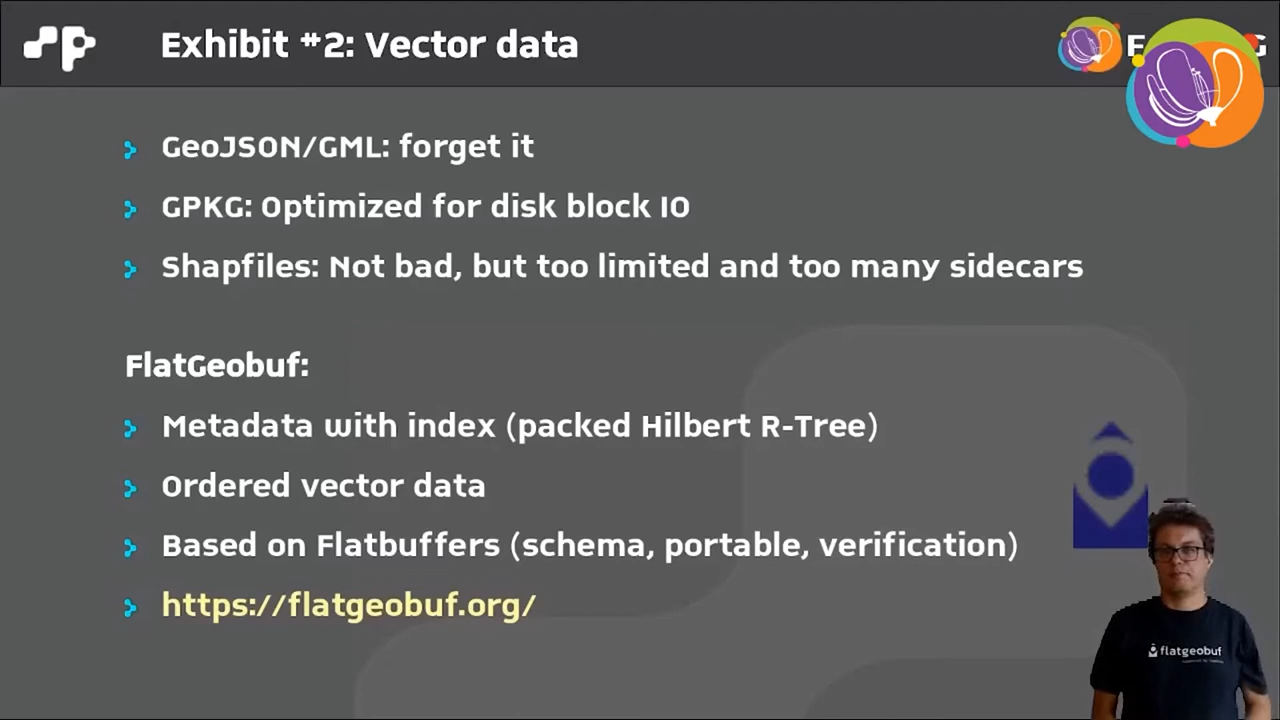 Exhibit #2: Vector data
GeoJSON/GML: forget it
GPKG: Optimized for disk block IO
Shapfiles: Not bad, but too limited and too many sidecars
FlatGeobuf:
Metadata with index (packed Hilbert R-Tree)
Ordered vector data
Based on Flatbuffers (schema, portable, verification)
https://flatgeobuf.org/
flatgeobuf